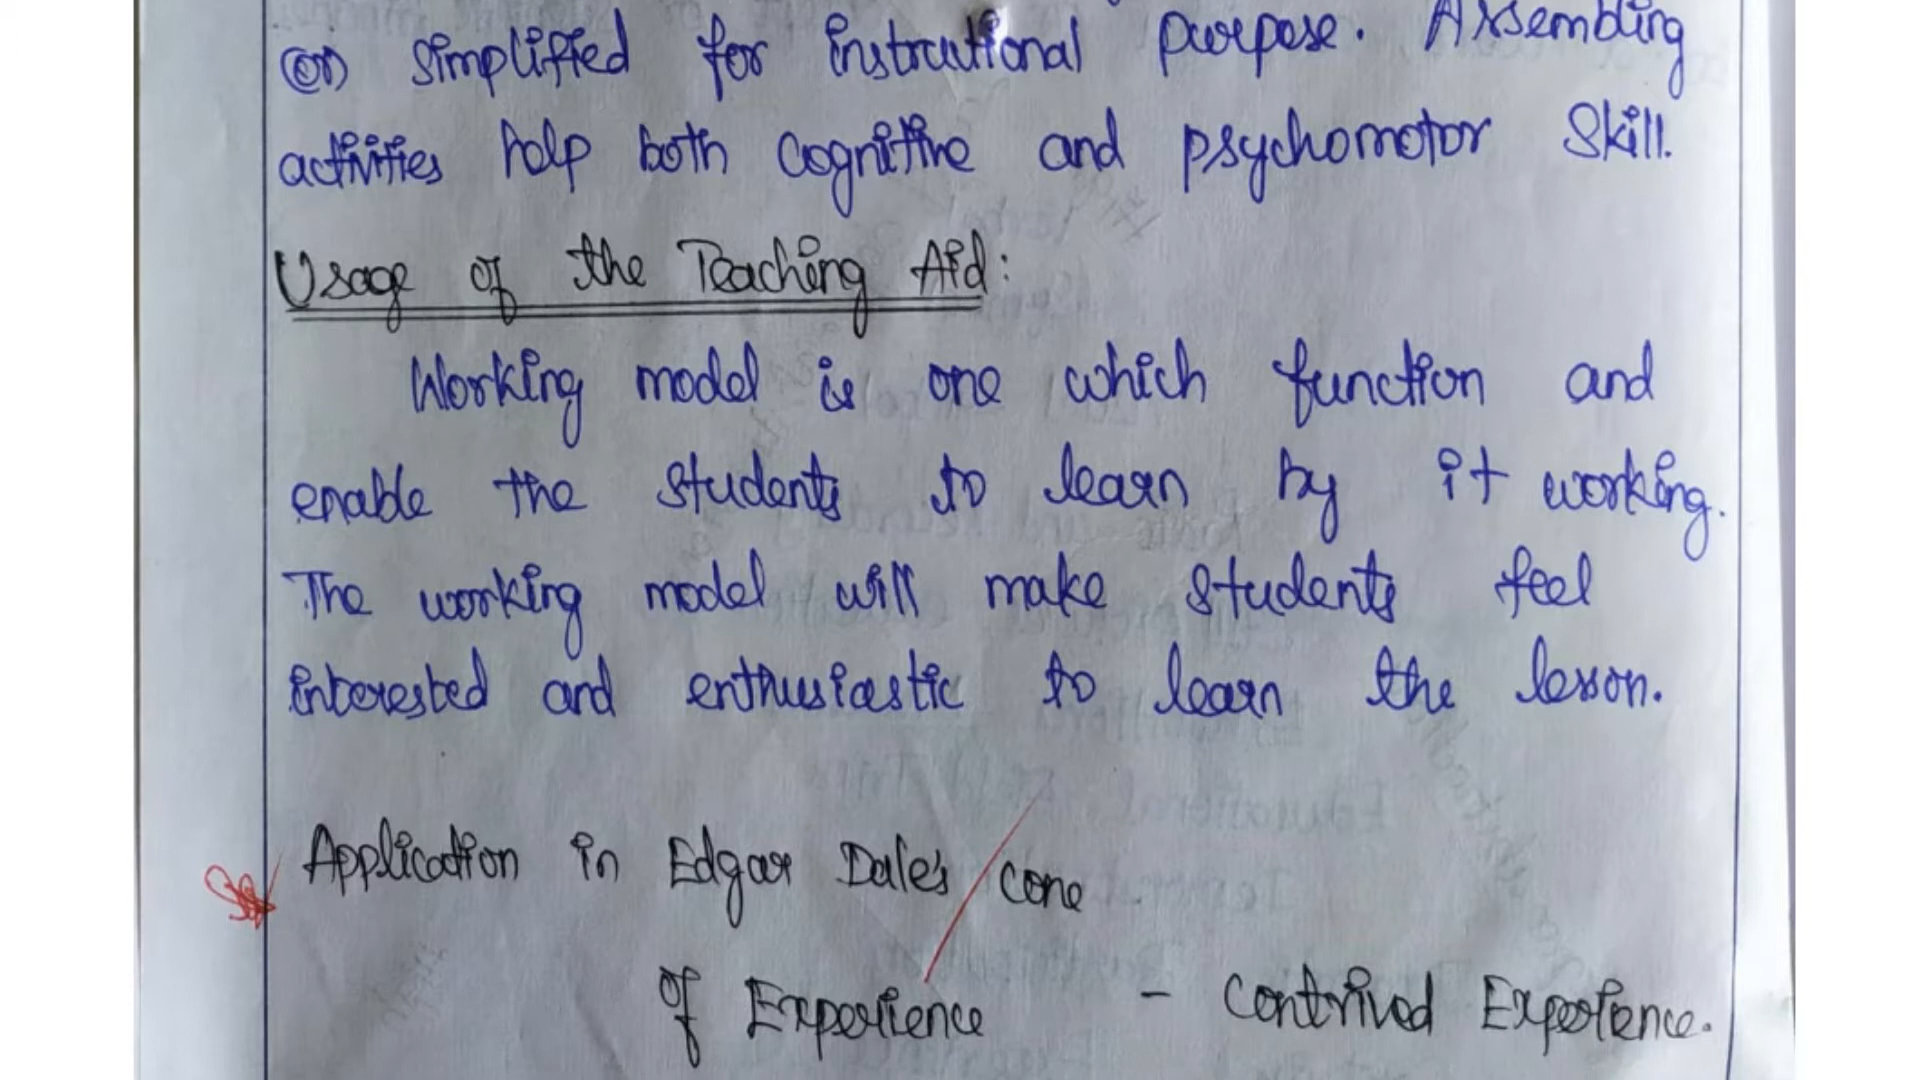 (or) simplified for instructional purpose. Assembling
activities help both cognitive and psychomotor skill.
Usage of the Teaching Aid:
Working model is one which function and
enable the students to learn by it working.
The working model will make students feel
interested and enthusiastic to learn the lesson.
Application in Edgar Dale's cone
of Experience - Contrived Experience.